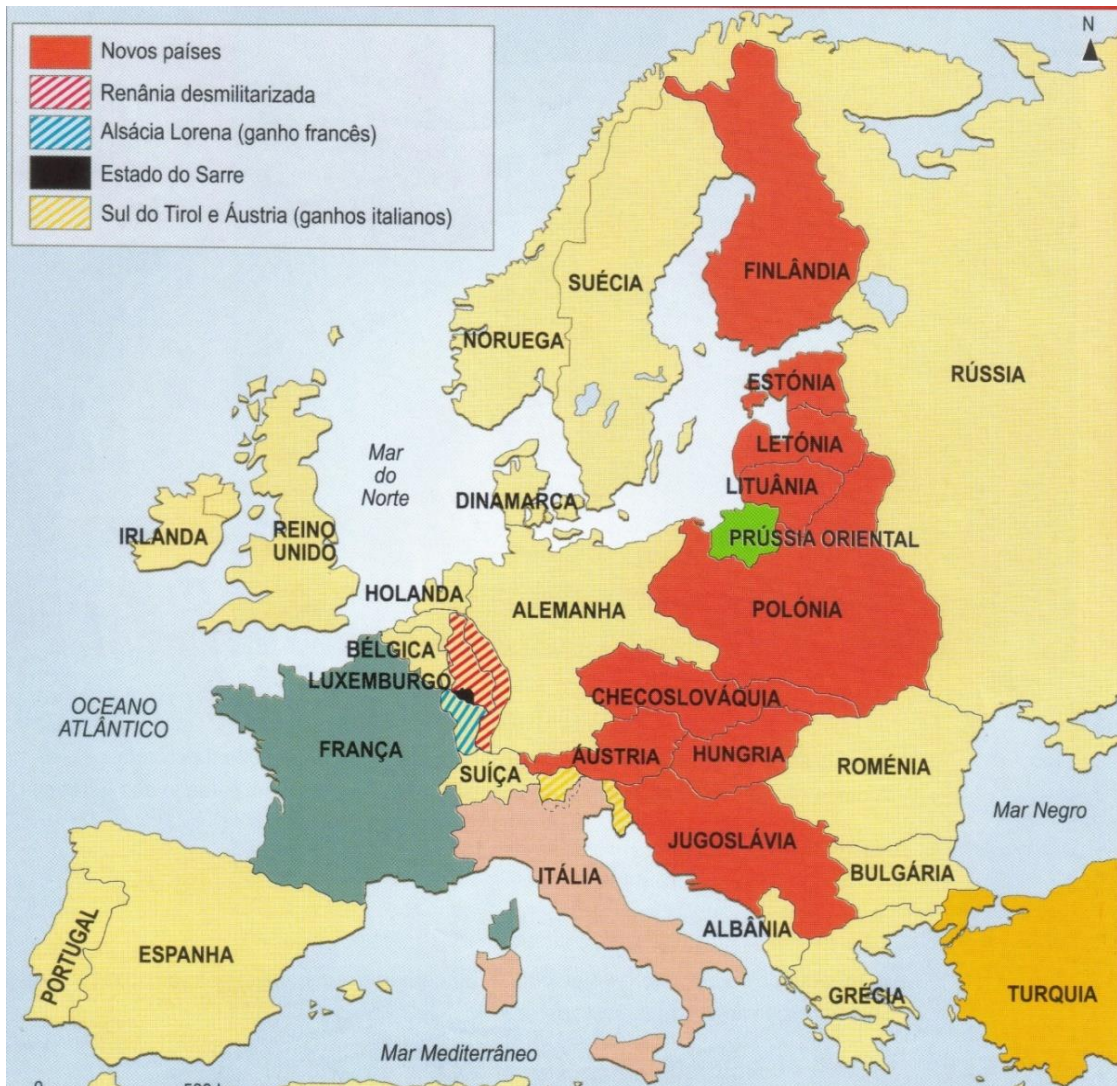 Novos países
Renânia desmilitarizada
Alsácia Lorena (ganho francês)
Estado do Sarre
Sul do Tirol e Áustria (ganhos italianos)
N
FINLÂNDIA
SUÉCIA
NORUEGA
RÚSSIA
ESTÓNIA
Mar
do
Norte
LETÓNIA
LITUÂNIA
DINAMARCA
IRLANDA
REINO
UNIDO
PRÚSSIA ORIENTAL
HOLANDA
ALEMANHA
POLÓNIA
BÉLGICA
LUXEMBURGO
CHECOSLOVÁQUIA
OCEANO
ATLÂNTICO
FRANÇA
ÁUSTRIA
HUNGRIA
SUÍÇA
ROMÉNIA
Mar Negro
JUGOSLÁVIA
ITÁLIA
BULGÁRIA
ALBÂNIA
PORTUGAL
ESPANHA
GRÉCIA
TURQUIA
Mar Mediterrâneo